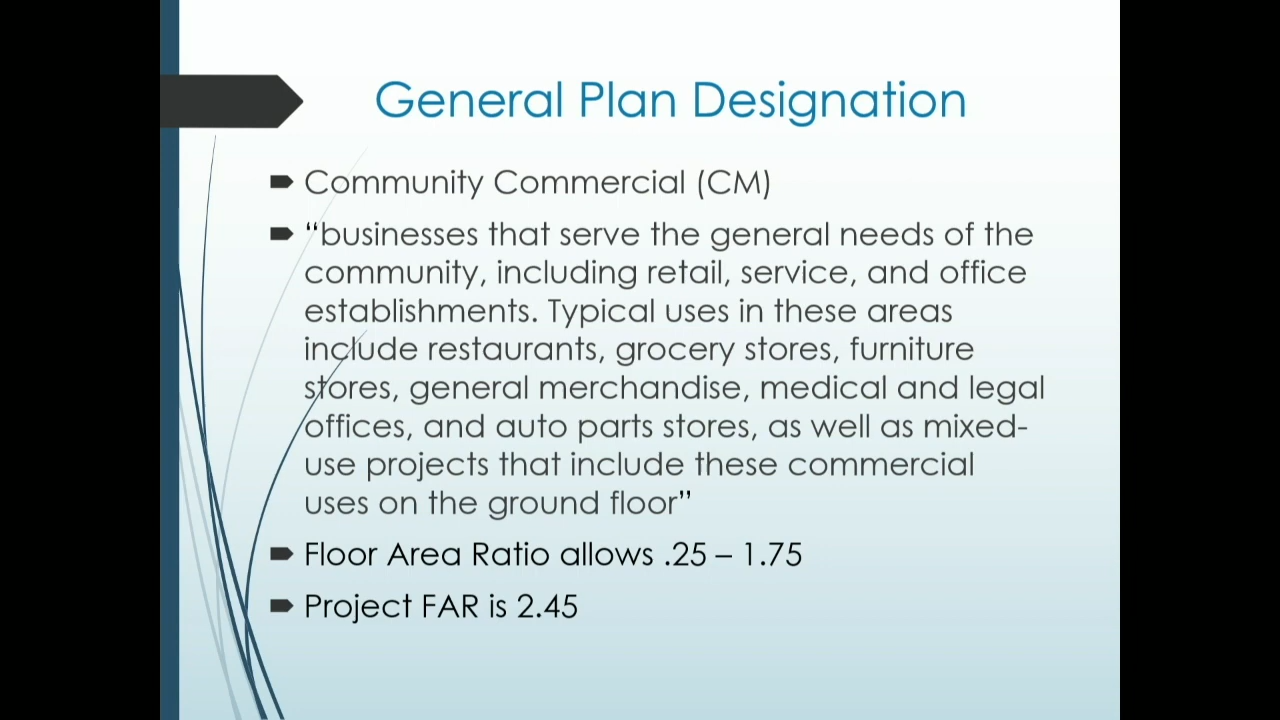 General Plan Designation
Community Commercial (CM)
“businesses that serve the general needs of the
community, including retail, service, and office
establishments. Typical uses in these areas
include restaurants, grocery stores, furniture
stores, general merchandise, medical and legal
offices, and auto parts stores, as well as mixed-
use projects that include these commercial
uses on the ground floor”
Floor Area Ratio allows .25 – 1.75
Project FAR is 2.45